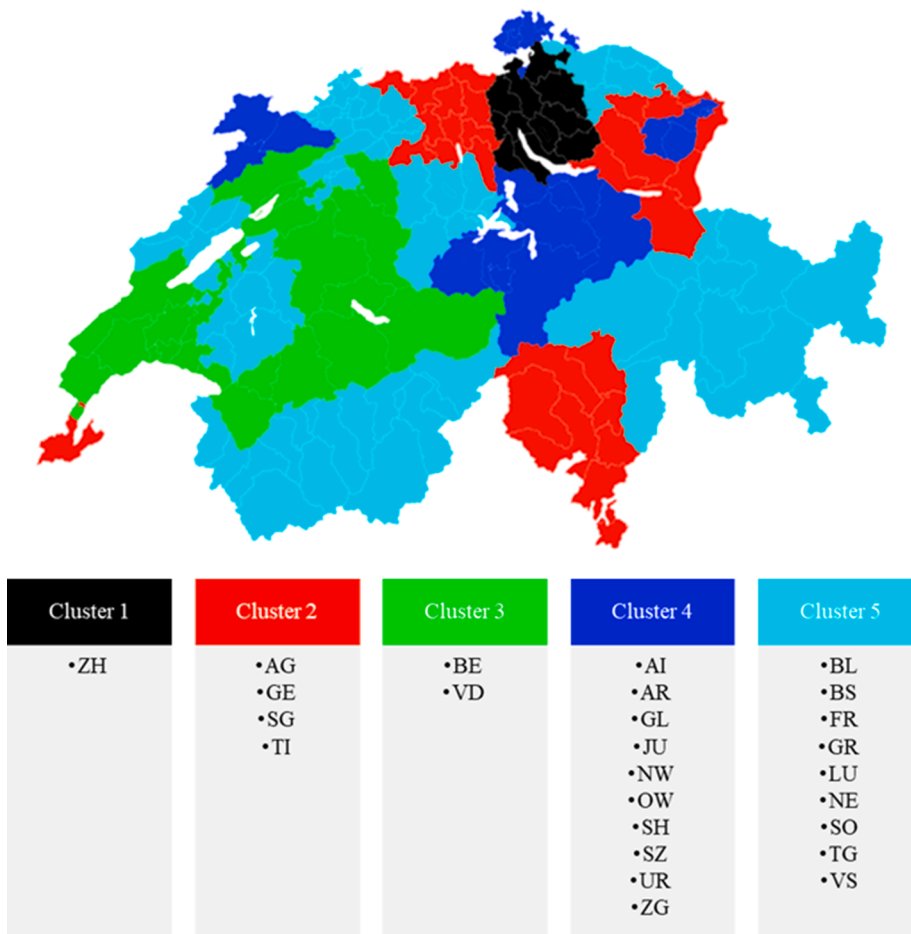 Cluster 1
Cluster 2
Cluster 3
Cluster 4
Cluster 5
•ZH
•AG
•GE
•SG
•TI
•BE
•VD
•AI
•AR
•GL
•JU
•NW
•OW
•SH
•SZ
•UR
•ZG
•BL
•BS
•FR
•GR
•LU
•NE
•SO
•TG
•VS